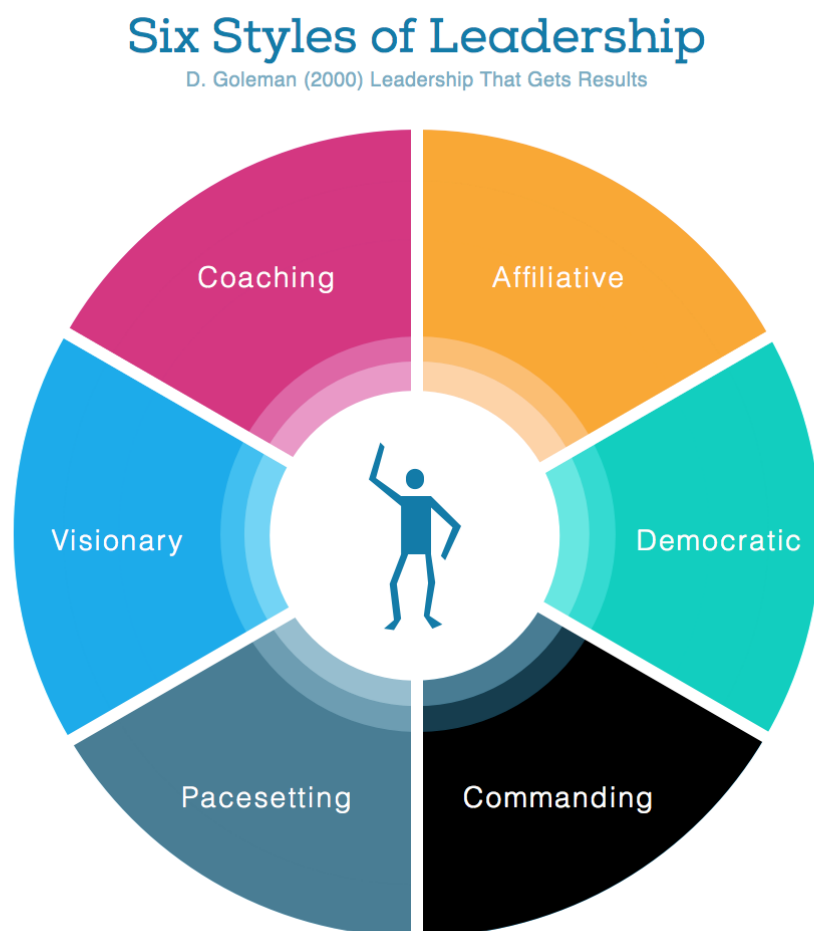 Six Styles of Leadership
D. Goleman (2000) Leadership That Gets Results
Coaching
Affiliative
Visionary
Democratic
Pacesetting
Commanding